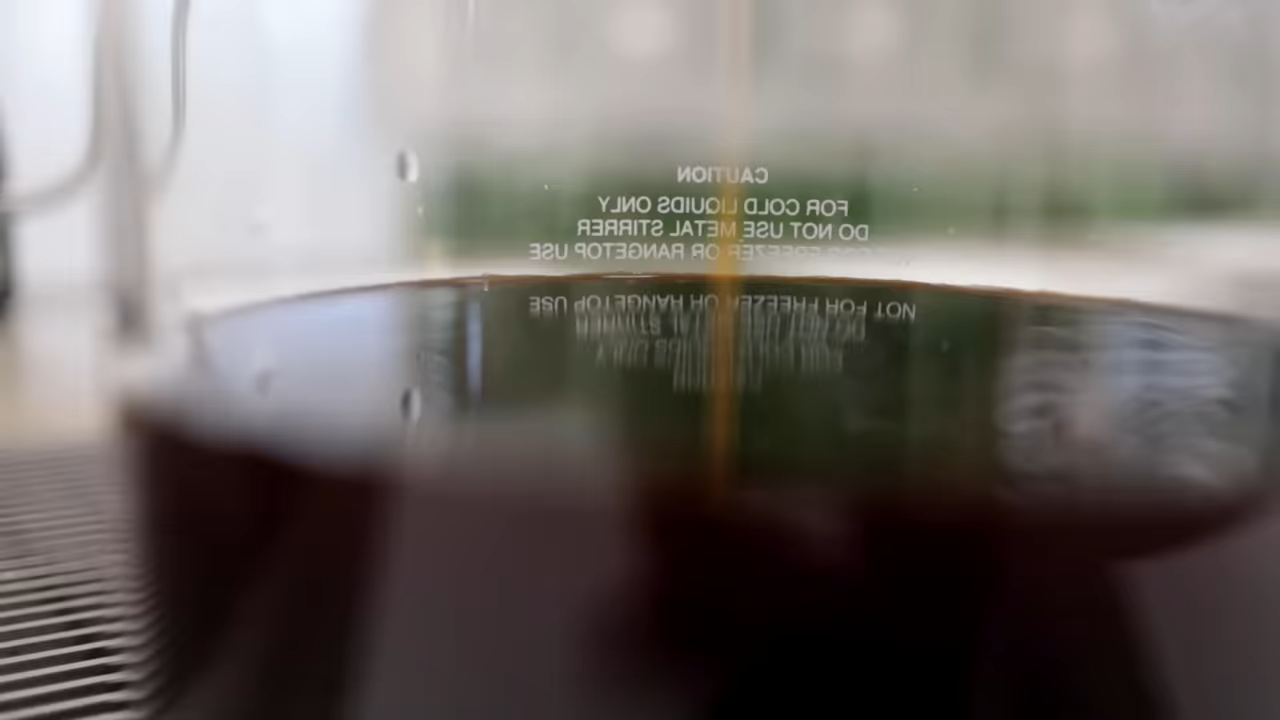 CAUTION
FOR COLD LIQUIDS ONLY
DO NOT USE METAL STIRRER
NOT FOR FREEZER OR RANGETOP USE